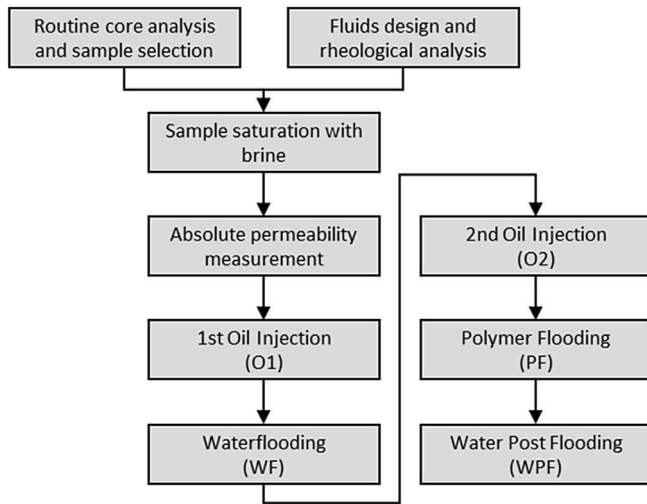 Routine core analysis
and sample selection
Fluids design and
rheological analysis
Sample saturation with
brine
Absolute permeability
measurement
1st Oil Injection
(O1)
Waterflooding
(WF)
2nd Oil Injection
(O2)
Polymer Flooding
(PF)
Water Post Flooding
(WPF)